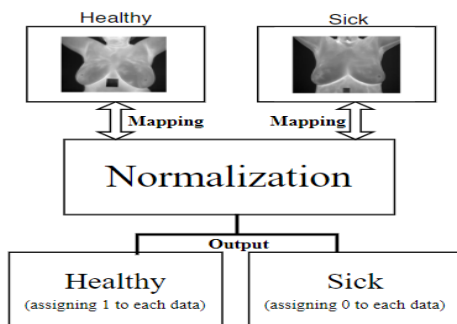 Healthy
Sick
Mapping
Mapping
Normalization
Output
Healthy
(assigning 1 to each data)
Sick
(assigning 0 to each data)